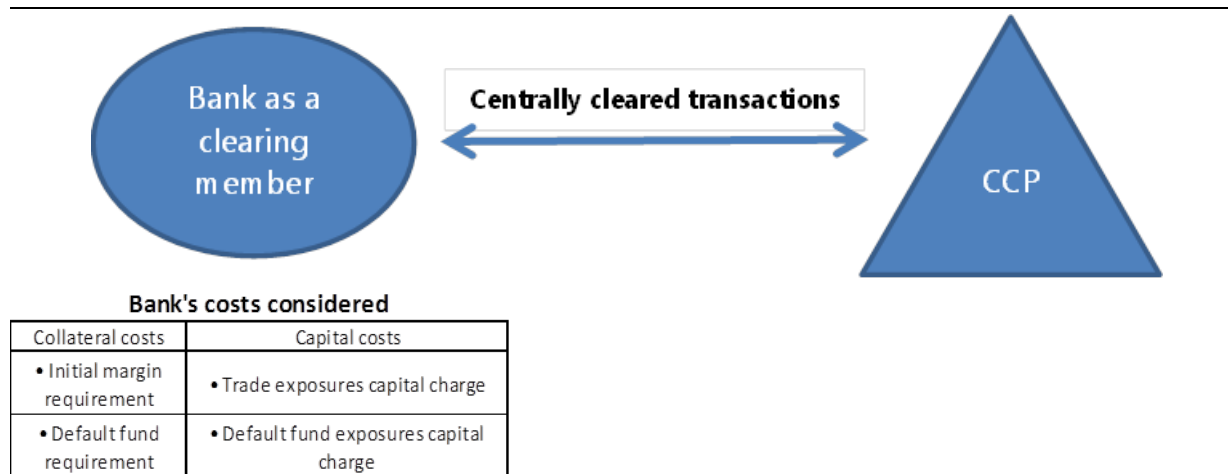 Bank as a
clearing
member
Centrally cleared transactions
CCP
Bank's costs considered
Collateral costs
Capital costs
• Initial margin
requirement
• Trade exposures capital charge
• Default fund
requirement
• Default fund exposures capital
charge